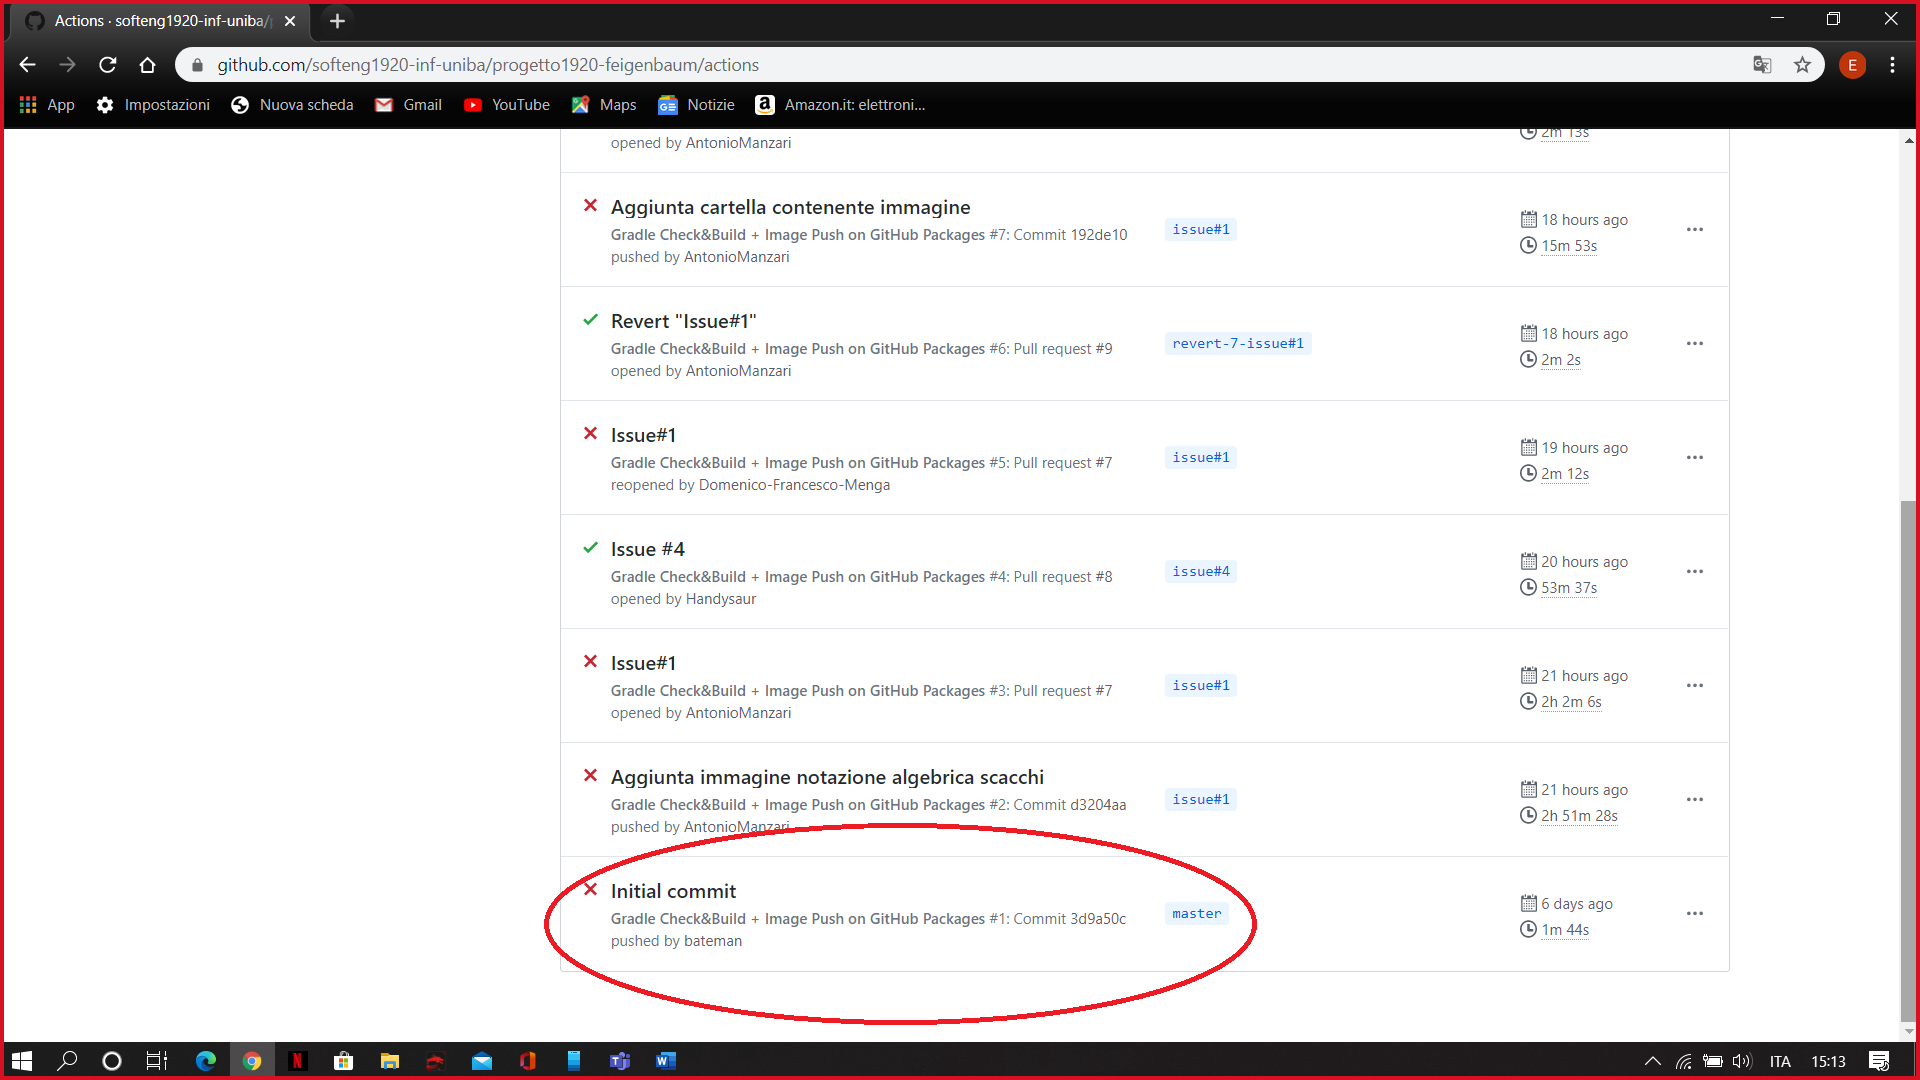 Actions · softeng1920-inf-uniba/p
github.com/softeng1920-inf-uniba/progetto1920-feigenbaum/actions
E
App
Impostazioni
Nuova scheda
Gmail
YouTube
Maps
Notizie
Amazon.it: elettroni...
opened by AntonioManzari
2m 13s
Aggiunta cartella contenente immagine
Gradle Check&Build + Image Push on GitHub Packages #7: Commit 192de10
pushed by AntonioManzari
issue#1
18 hours ago
15m 53s
Revert "Issue#1"
Gradle Check&Build + Image Push on GitHub Packages #6: Pull request #9
opened by AntonioManzari
revert-7-issue#1
18 hours ago
2m 2s
Issue#1
Gradle Check&Build + Image Push on GitHub Packages #5: Pull request #7
reopened by Domenico-Francesco-Menga
issue#1
19 hours ago
2m 12s
Issue #4
Gradle Check&Build + Image Push on GitHub Packages #4: Pull request #8
opened by Handysaur
issue#4
20 hours ago
53m 37s
Issue#1
Gradle Check&Build + Image Push on GitHub Packages #3: Pull request #7
opened by AntonioManzari
issue#1
21 hours ago
2h 2m 6s
Aggiunta immagine notazione algebrica scacchi
Gradle Check&Build + Image Push on GitHub Packages #2: Commit d3204aa
pushed by AntonioManzari
issue#1
21 hours ago
2h 51m 28s
Initial commit
Gradle Check&Build + Image Push on GitHub Packages #1: Commit 3d9a50c
pushed by bateman
master
6 days ago
1m 44s
ITA
15:13